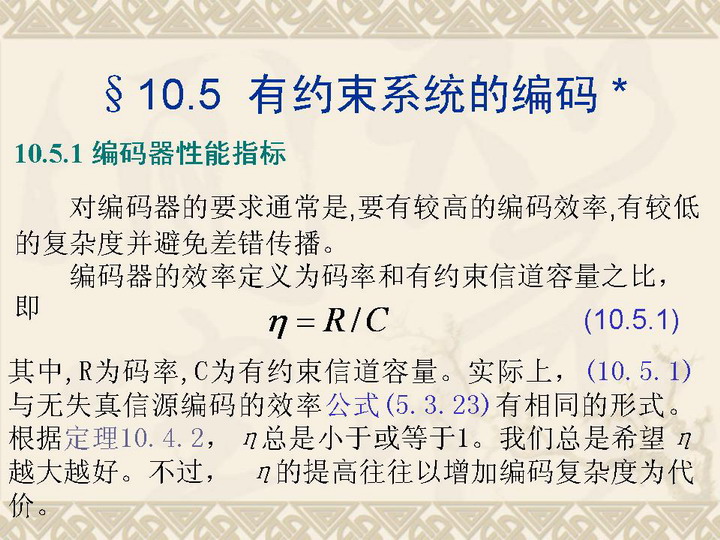 §10.5 有约束系统的编码*
10.5.1 编码器性能指标
对编码器的要求通常是,要有较高的编码效率,有较低
的复杂度并避免差错传播。
编码器的效率定义为码率和有约束信道容量之比，
即
η = R / C (10.5.1)
其中,R为码率,C为有约束信道容量。实际上，(10.5.1)
与无失真信源编码的效率公式(5.3.23)有相同的形式。
根据定理10.4.2， η总是小于或等于1。我们总是希望 η
越大越好。不过， η的提高往往以增加编码复杂度为代
价。